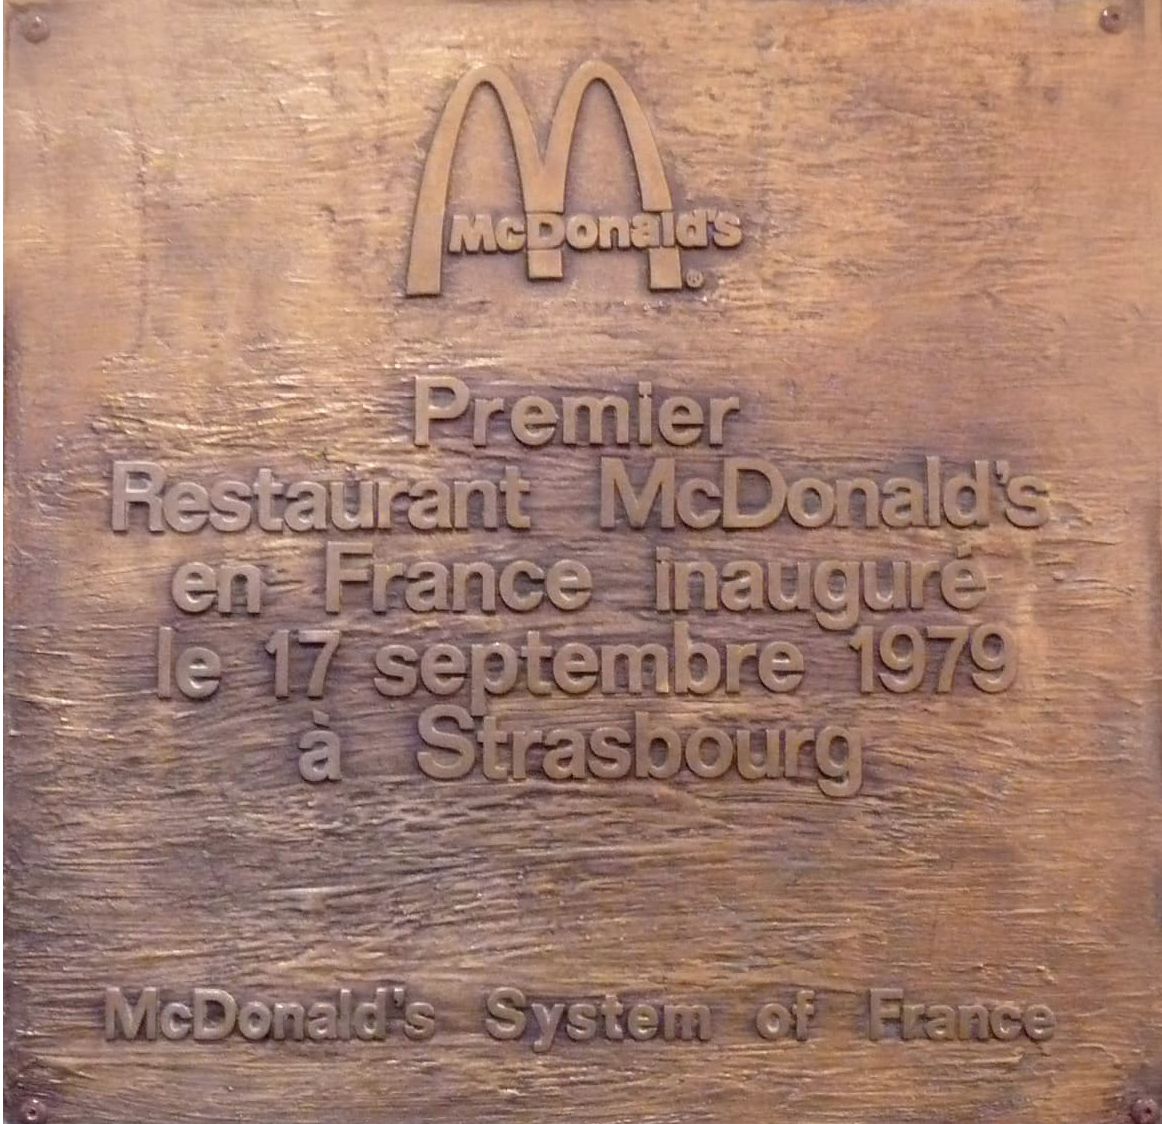 McDonald's ®
Premier
Restaurant McDonald's
en France inauguré
le 17 septembre 1979
à Strasbourg
McDonald's System of France